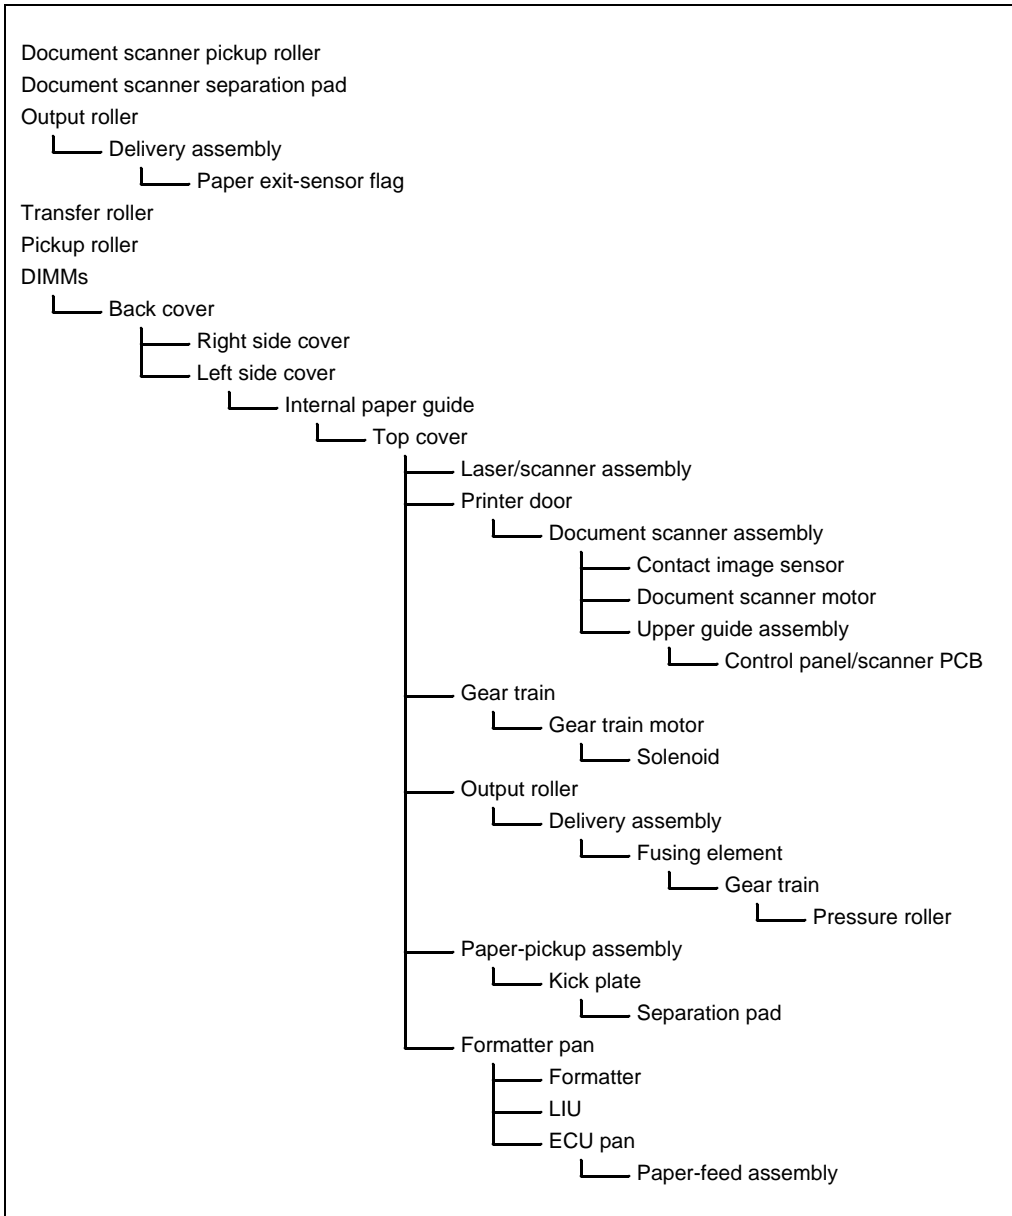 Document scanner pickup roller
Document scanner separation pad
Output roller
Delivery assembly
Paper exit-sensor flag
Transfer roller
Pickup roller
DIMMs
Back cover
Right side cover
Left side cover
Internal paper guide
Top cover
Laser/scanner assembly
Printer door
Document scanner assembly
Contact image sensor
Document scanner motor
Upper guide assembly
Control panel/scanner PCB
Gear train
Gear train motor
Solenoid
Output roller
Delivery assembly
Fusing element
Gear train
Pressure roller
Paper-pickup assembly
Kick plate
Separation pad
Formatter pan
Formatter
LIU
ECU pan
Paper-feed assembly